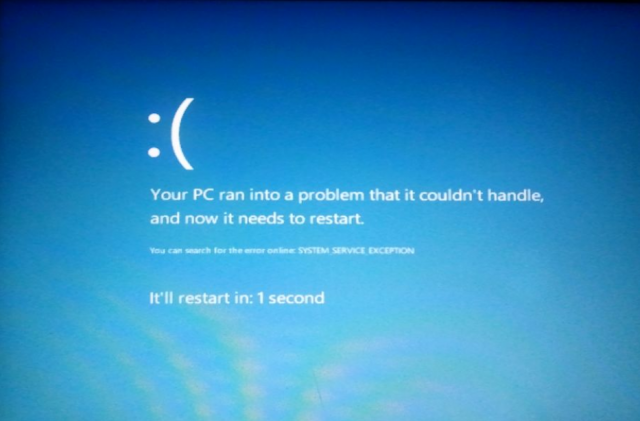 :(
Your PC ran into a problem that it couldn't handle,
and now it needs to restart.
You can search for the error online: SYSTEM_SERVICE_EXCEPTION
It'll restart in: 1 second